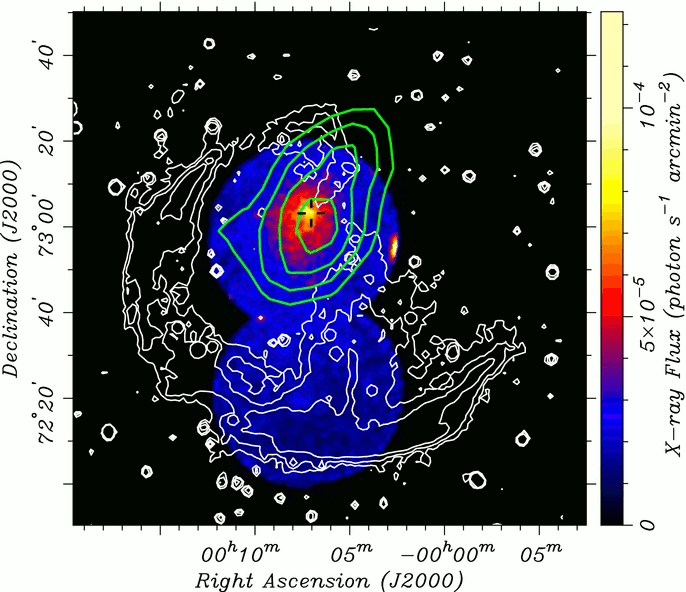 40'
20'
73° 00'
40'
72° 20'
Declination (J2000)
00ʰ10ᵐ 05ᵐ −00ʰ00ᵐ 05ᵐ
Right Ascension (J2000)
0
5×10⁻⁵
10⁻⁴
X−ray Flux (photon s⁻¹ arcmin⁻²)